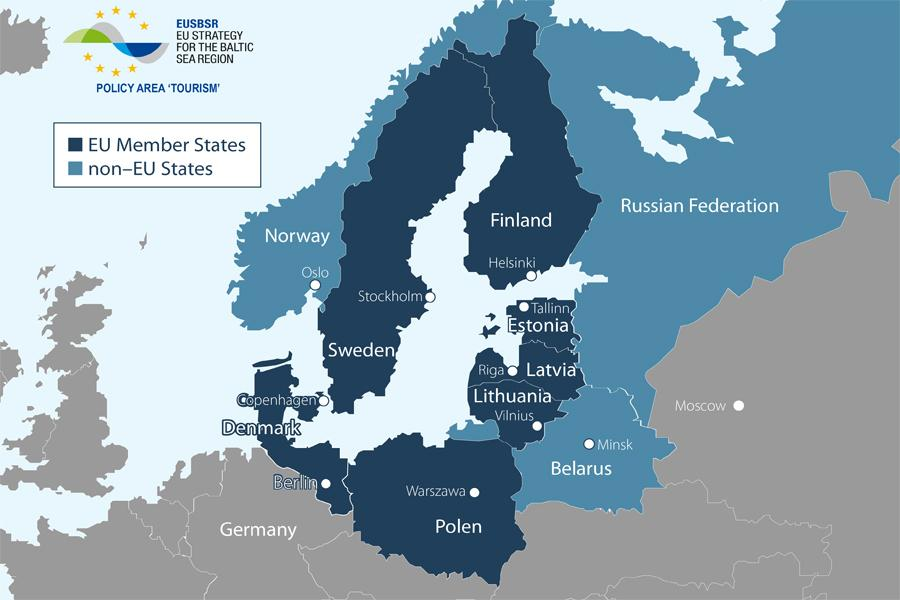 EUSBSR
EU STRATEGY
FOR THE BALTIC
SEA REGION
POLICY AREA 'TOURISM'
EU Member States
non–EU States
Norway
Oslo
Finland
Helsinki
Russian Federation
Stockholm
Sweden
Tallinn
Estonia
Riga
Latvia
Lithuania
Vilnius
Copenhagen
Denmark
Moscow
Minsk
Belarus
Berlin
Warszawa
Germany
Polen